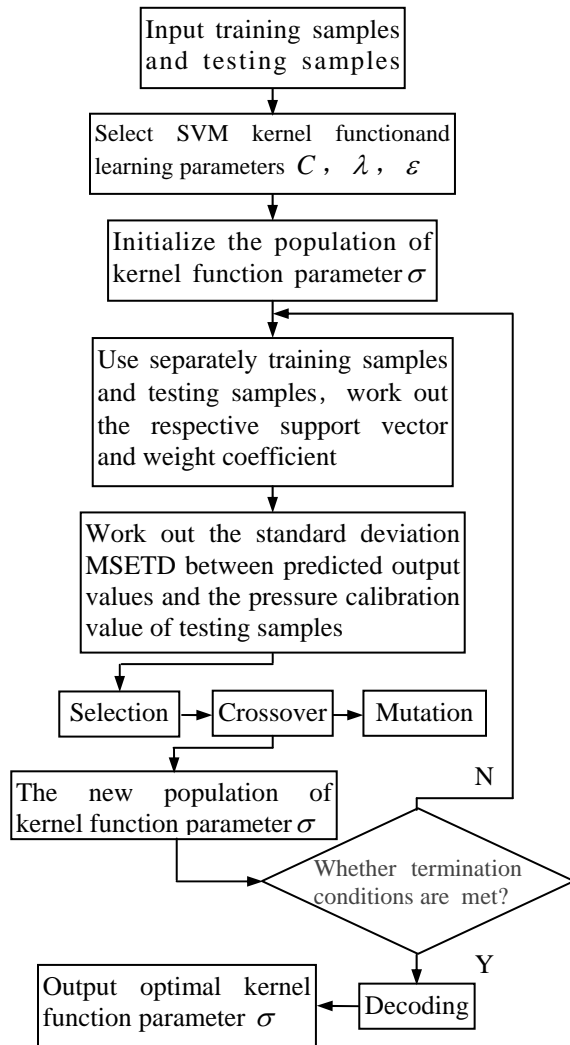 Input training samples
and testing samples
Select SVM kernel functionand
learning parameters C , λ , ε
Initialize the population of
kernel function parameter σ
Use separately training samples
and testing samples, work out
the respective support vector
and weight coefficient
Work out the standard deviation
MSETD between predicted output
values and the pressure calibration
value of testing samples
Selection
Crossover
Mutation
The new population of
kernel function parameter σ
N
Whether termination
conditions are met?
Y
Decoding
Output optimal kernel
function parameter σ